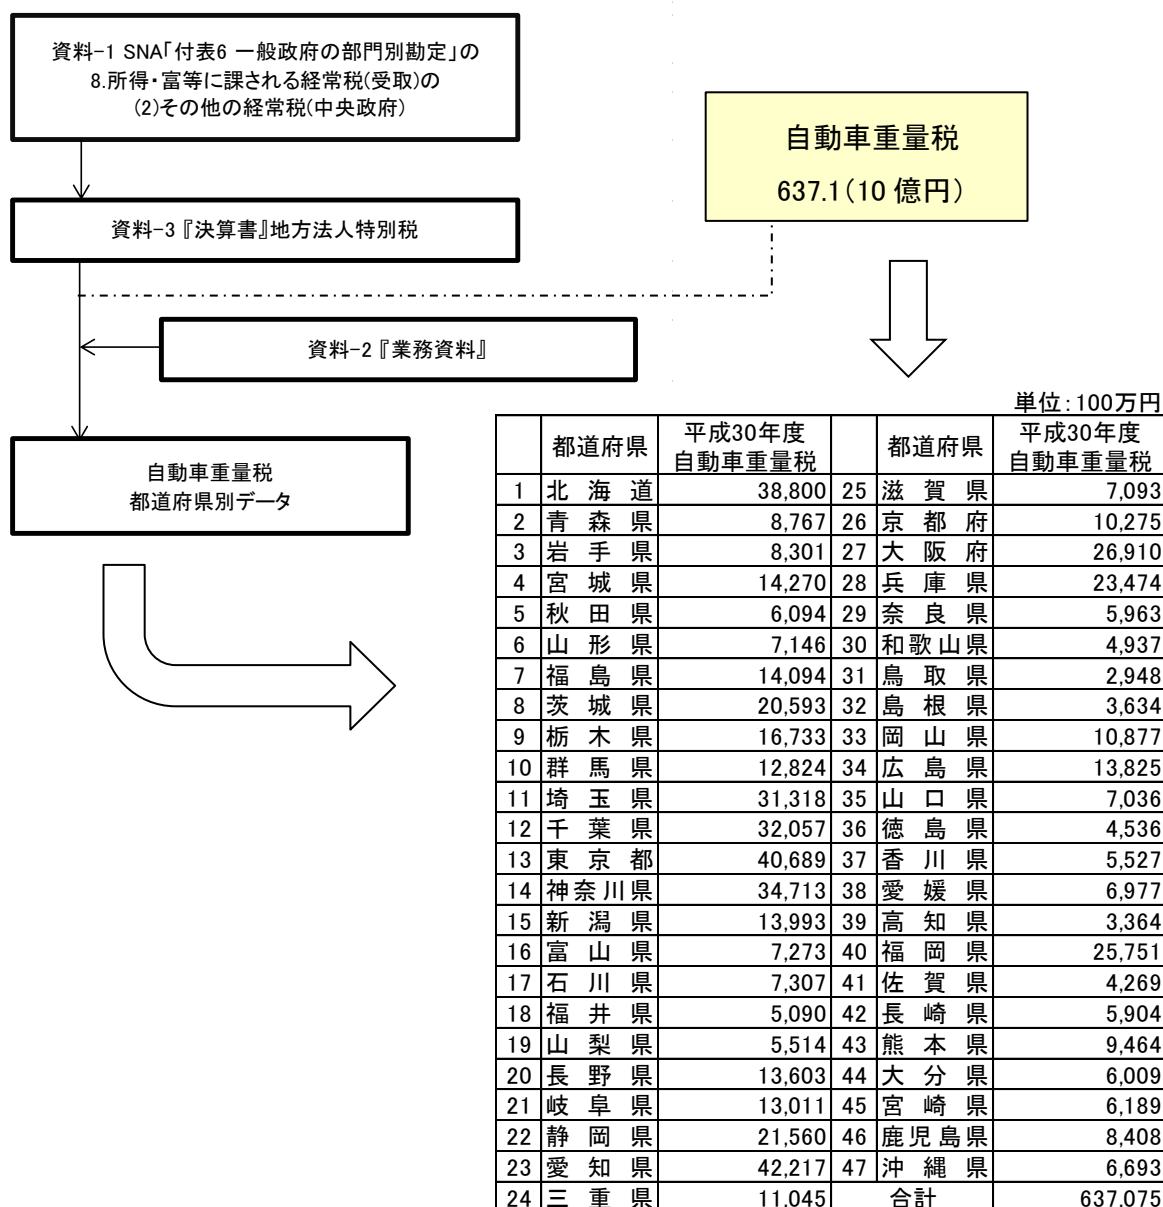 資料-1 SNA「付表6 一般政府の部門別勘定」の
8.所得・富等に課される経常税(受取)の
(2)その他の経常税(中央政府)
自動車重量税
637.1(10 億円)
資料-3『決算書』地方法人特別税
資料-2『業務資料』
自動車重量税
都道府県別データ
単位:100万円
都道府県 平成30年度 自動車重量税 都道府県 平成30年度 自動車重量税
1 北海道 38,800 25 滋賀県 7,093
2 青森県 8,767 26 京都府 10,275
3 岩手県 8,301 27 大阪府 26,910
4 宮城県 14,270 28 兵庫県 23,474
5 秋田県 6,094 29 奈良県 5,963
6 山形県 7,146 30 和歌山県 4,937
7 福島県 14,094 31 鳥取県 2,948
8 茨城県 20,593 32 島根県 3,634
9 栃木県 16,733 33 岡山県 10,877
10 群馬県 12,824 34 広島県 13,825
11 埼玉県 31,318 35 山口県 7,036
12 千葉県 32,057 36 徳島県 4,536
13 東京都 40,689 37 香川県 5,527
14 神奈川県 34,713 38 愛媛県 6,977
15 新潟県 13,993 39 高知県 3,364
16 富山県 7,273 40 福岡県 25,751
17 石川県 7,307 41 佐賀県 4,269
18 福井県 5,090 42 長崎県 5,904
19 山梨県 5,514 43 熊本県 9,464
20 長野県 13,603 44 大分県 6,009
21 岐阜県 13,011 45 宮崎県 6,189
22 静岡県 21,560 46 鹿児島県 8,408
23 愛知県 42,217 47 沖縄県 6,693
24 三重県 11,045 合計 637,075